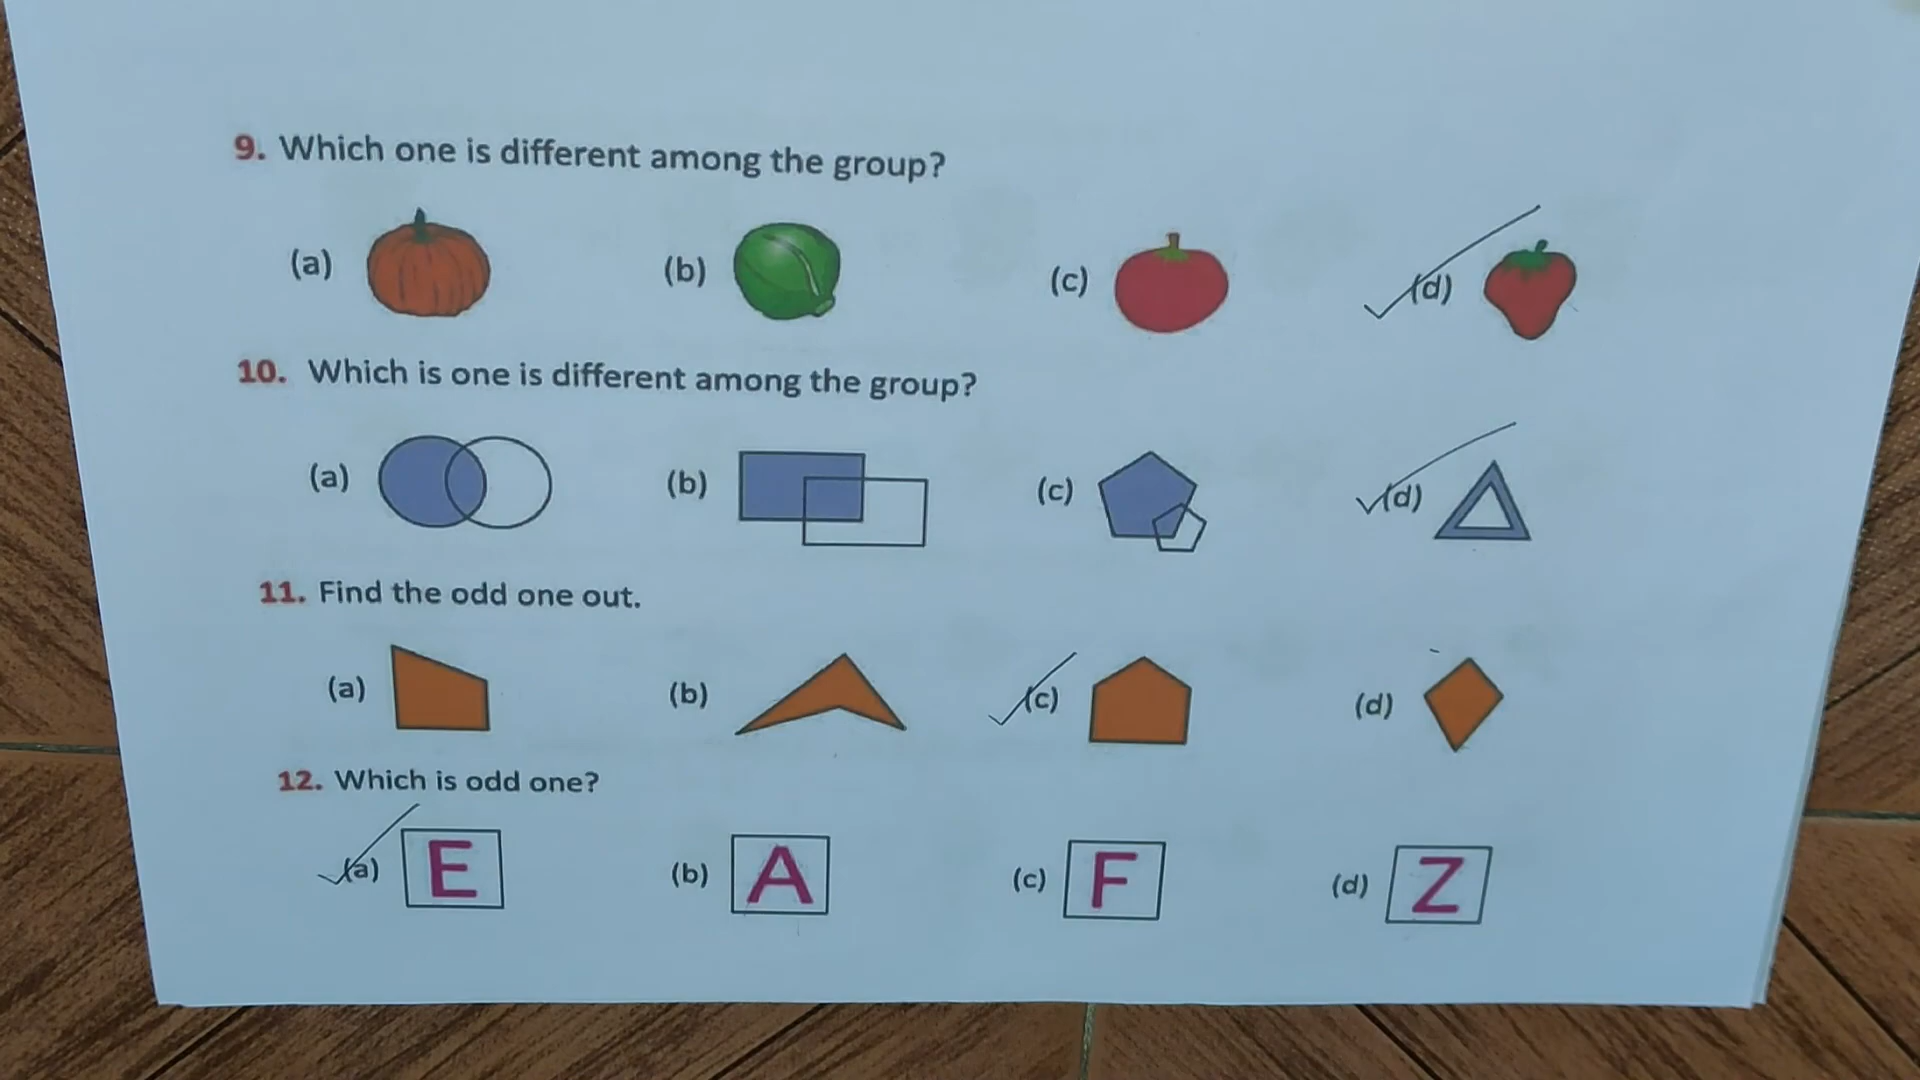 9. Which one is different among the group?
(a) (b) (c) (d)
10. Which is one is different among the group?
(a) (b) (c) (d)
11. Find the odd one out.
(a) (b) (c) (d)
12. Which is odd one?
(a) E (b) A (c) F (d) Z